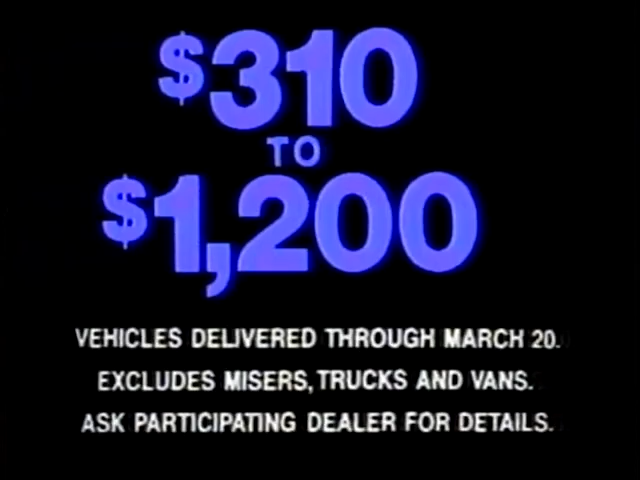 $310
TO
$1,200
VEHICLES DELIVERED THROUGH MARCH 20.
EXCLUDES MISERS, TRUCKS AND VANS.
ASK PARTICIPATING DEALER FOR DETAILS.